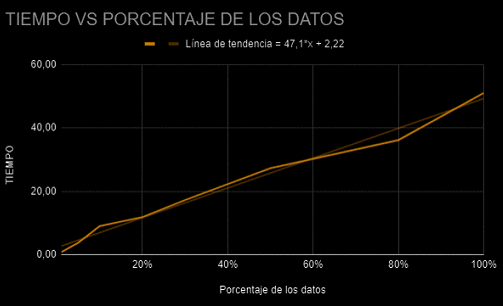 TIEMPO VS PORCENTAJE DE LOS DATOS
Línea de tendencia = 47,1*x + 2,22
60,00
40,00
20,00
0,00
TIEMPO
20%
40%
60%
80%
100%
Porcentaje de los datos